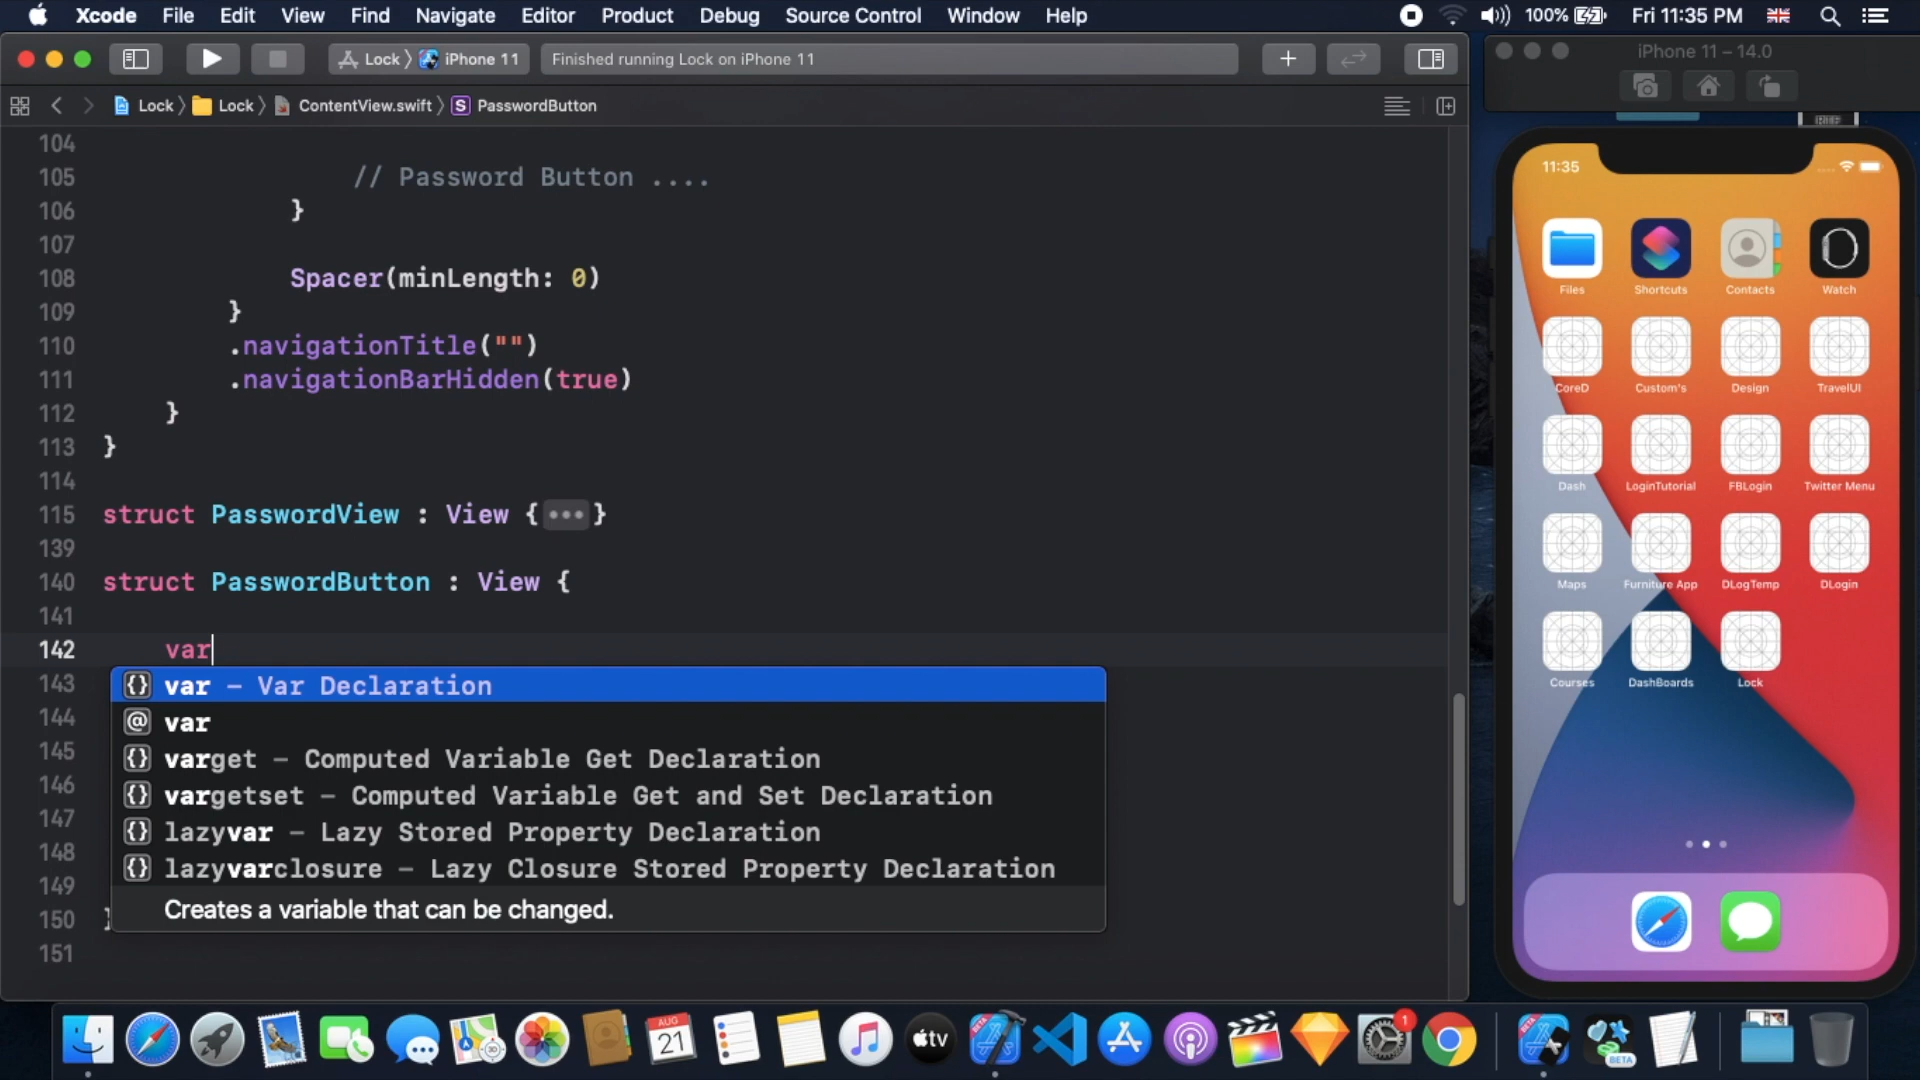 Xcode File Edit View Find Navigate Editor Product Debug Source Control Window Help 100% Fri 11:35 PM
Lock iPhone 11 Finished running Lock on iPhone 11
Lock Lock ContentView.swift S PasswordButton
104
105 // Password Button ....
106 }
107
108 Spacer(minLength: 0)
109 }
110 .navigationTitle("")
111 .navigationBarHidden(true)
112 }
113 }
114
115 struct PasswordView : View {•••}
139
140 struct PasswordButton : View {
141
142 var
143 {} var – Var Declaration
144 @ var
145 {} varget – Computed Variable Get Declaration
146 {} vargetset – Computed Variable Get and Set Declaration
147 {} lazyvar – Lazy Stored Property Declaration
148 {} lazyvarclosure – Lazy Closure Stored Property Declaration
149
Creates a variable that can be changed.
150 }
151
iPhone 11 – 14.0
11:35
Files Shortcuts Contacts Watch
CoreD Custom's Design TravelUI
Dash LoginTutorial FBLogin Twitter Menu
Maps Furniture App DLogTemp DLogin
Courses DashBoards Lock
AUG
21
tv
BETA
1
BETA
BETA